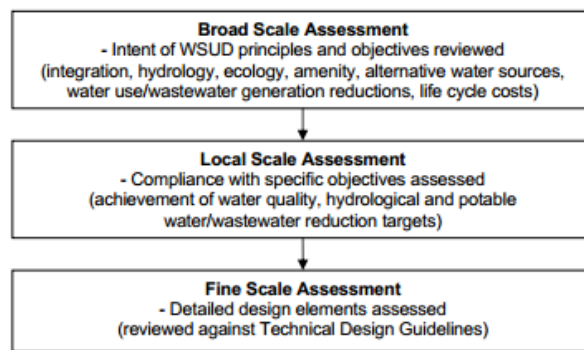 Broad Scale Assessment
- Intent of WSUD principles and objectives reviewed
(integration, hydrology, ecology, amenity, alternative water sources,
water use/wastewater generation reductions, life cycle costs)
Local Scale Assessment
- Compliance with specific objectives assessed
(achievement of water quality, hydrological and potable
water/wastewater reduction targets)
Fine Scale Assessment
- Detailed design elements assessed
(reviewed against Technical Design Guidelines)